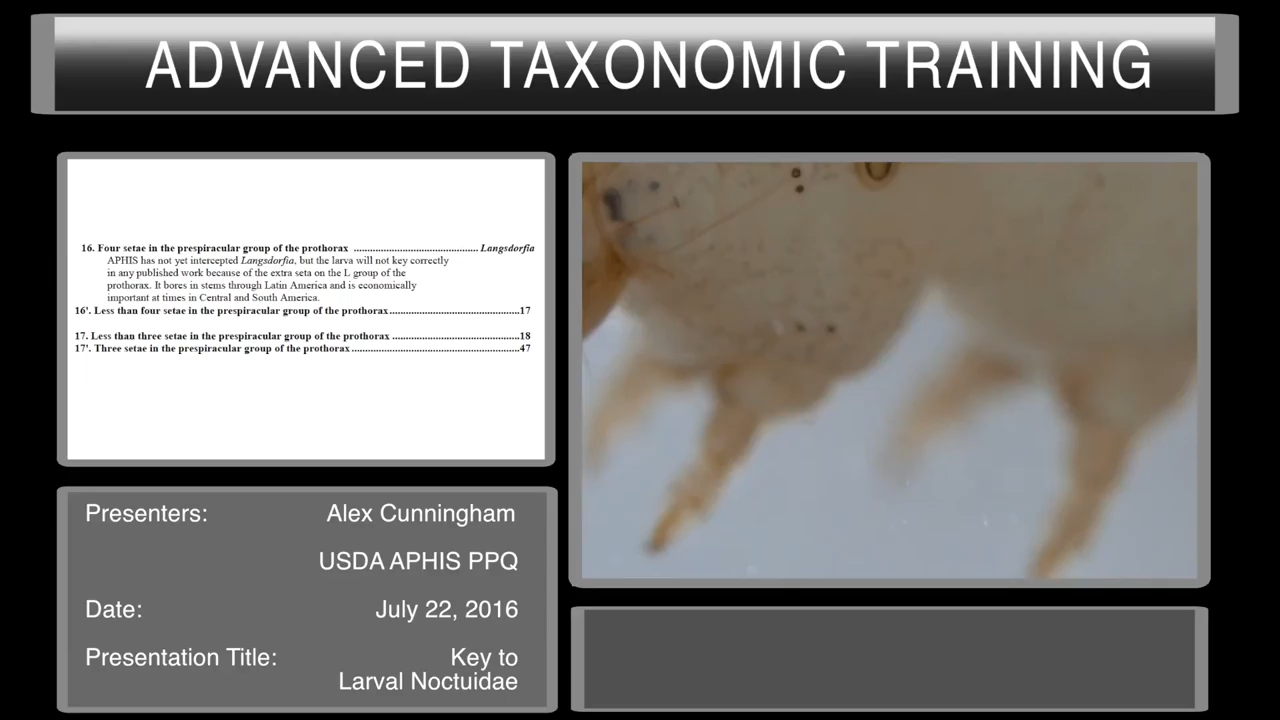 ADVANCED TAXONOMIC TRAINING
16. Four setae in the prespiracular group of the prothorax ............................................... Langsdorfia
APHIS has not yet intercepted Langsdorfia, but the larva will not key correctly
in any published work because of the extra seta on the L group of the
prothorax. It bores in stems through Latin America and is economically
important at times in Central and South America.
16'. Less than four setae in the prespiracular group of the prothorax.................................................17
17. Less than three setae in the prespiracular group of the prothorax ................................................18
17'. Three setae in the prespiracular group of the prothorax ...............................................................47
Presenters: Alex Cunningham
USDA APHIS PPQ
Date: July 22, 2016
Presentation Title: Key to
Larval Noctuidae